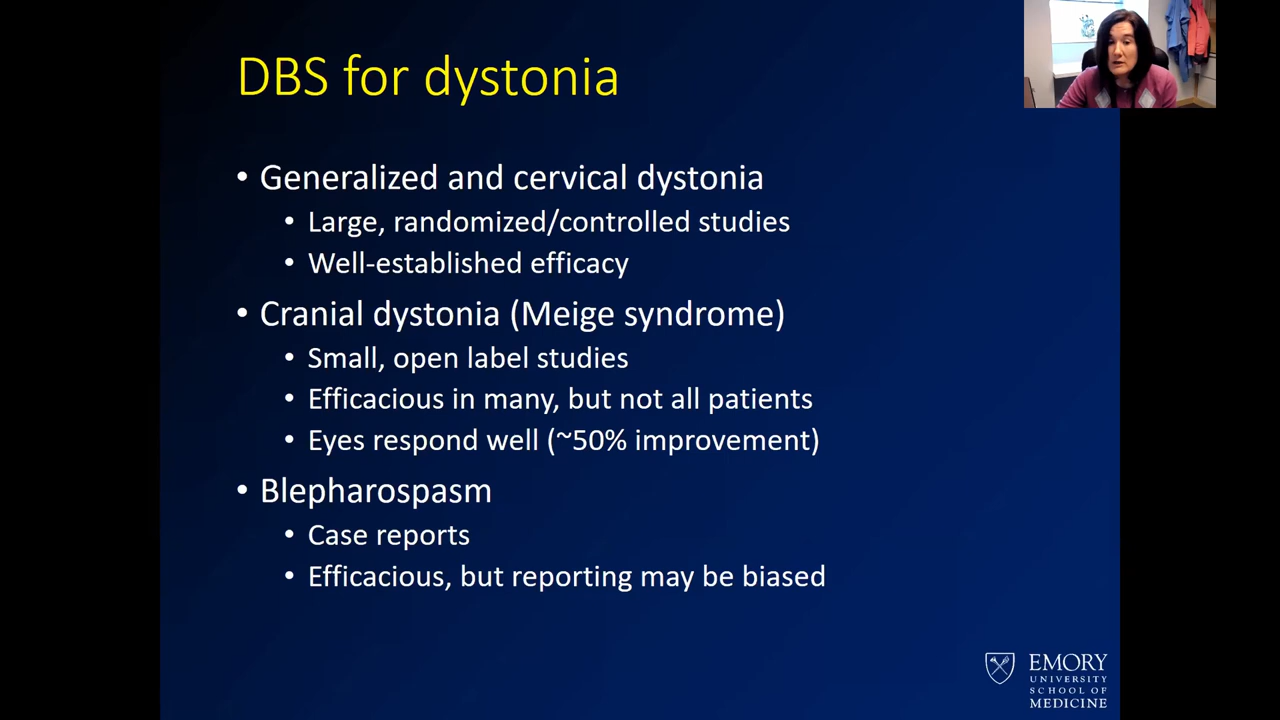 DBS for dystonia
• Generalized and cervical dystonia
• Large, randomized/controlled studies
• Well-established efficacy
• Cranial dystonia (Meige syndrome)
• Small, open label studies
• Efficacious in many, but not all patients
• Eyes respond well (~50% improvement)
• Blepharospasm
• Case reports
• Efficacious, but reporting may be biased
EMORY
UNIVERSITY
SCHOOL OF
MEDICINE